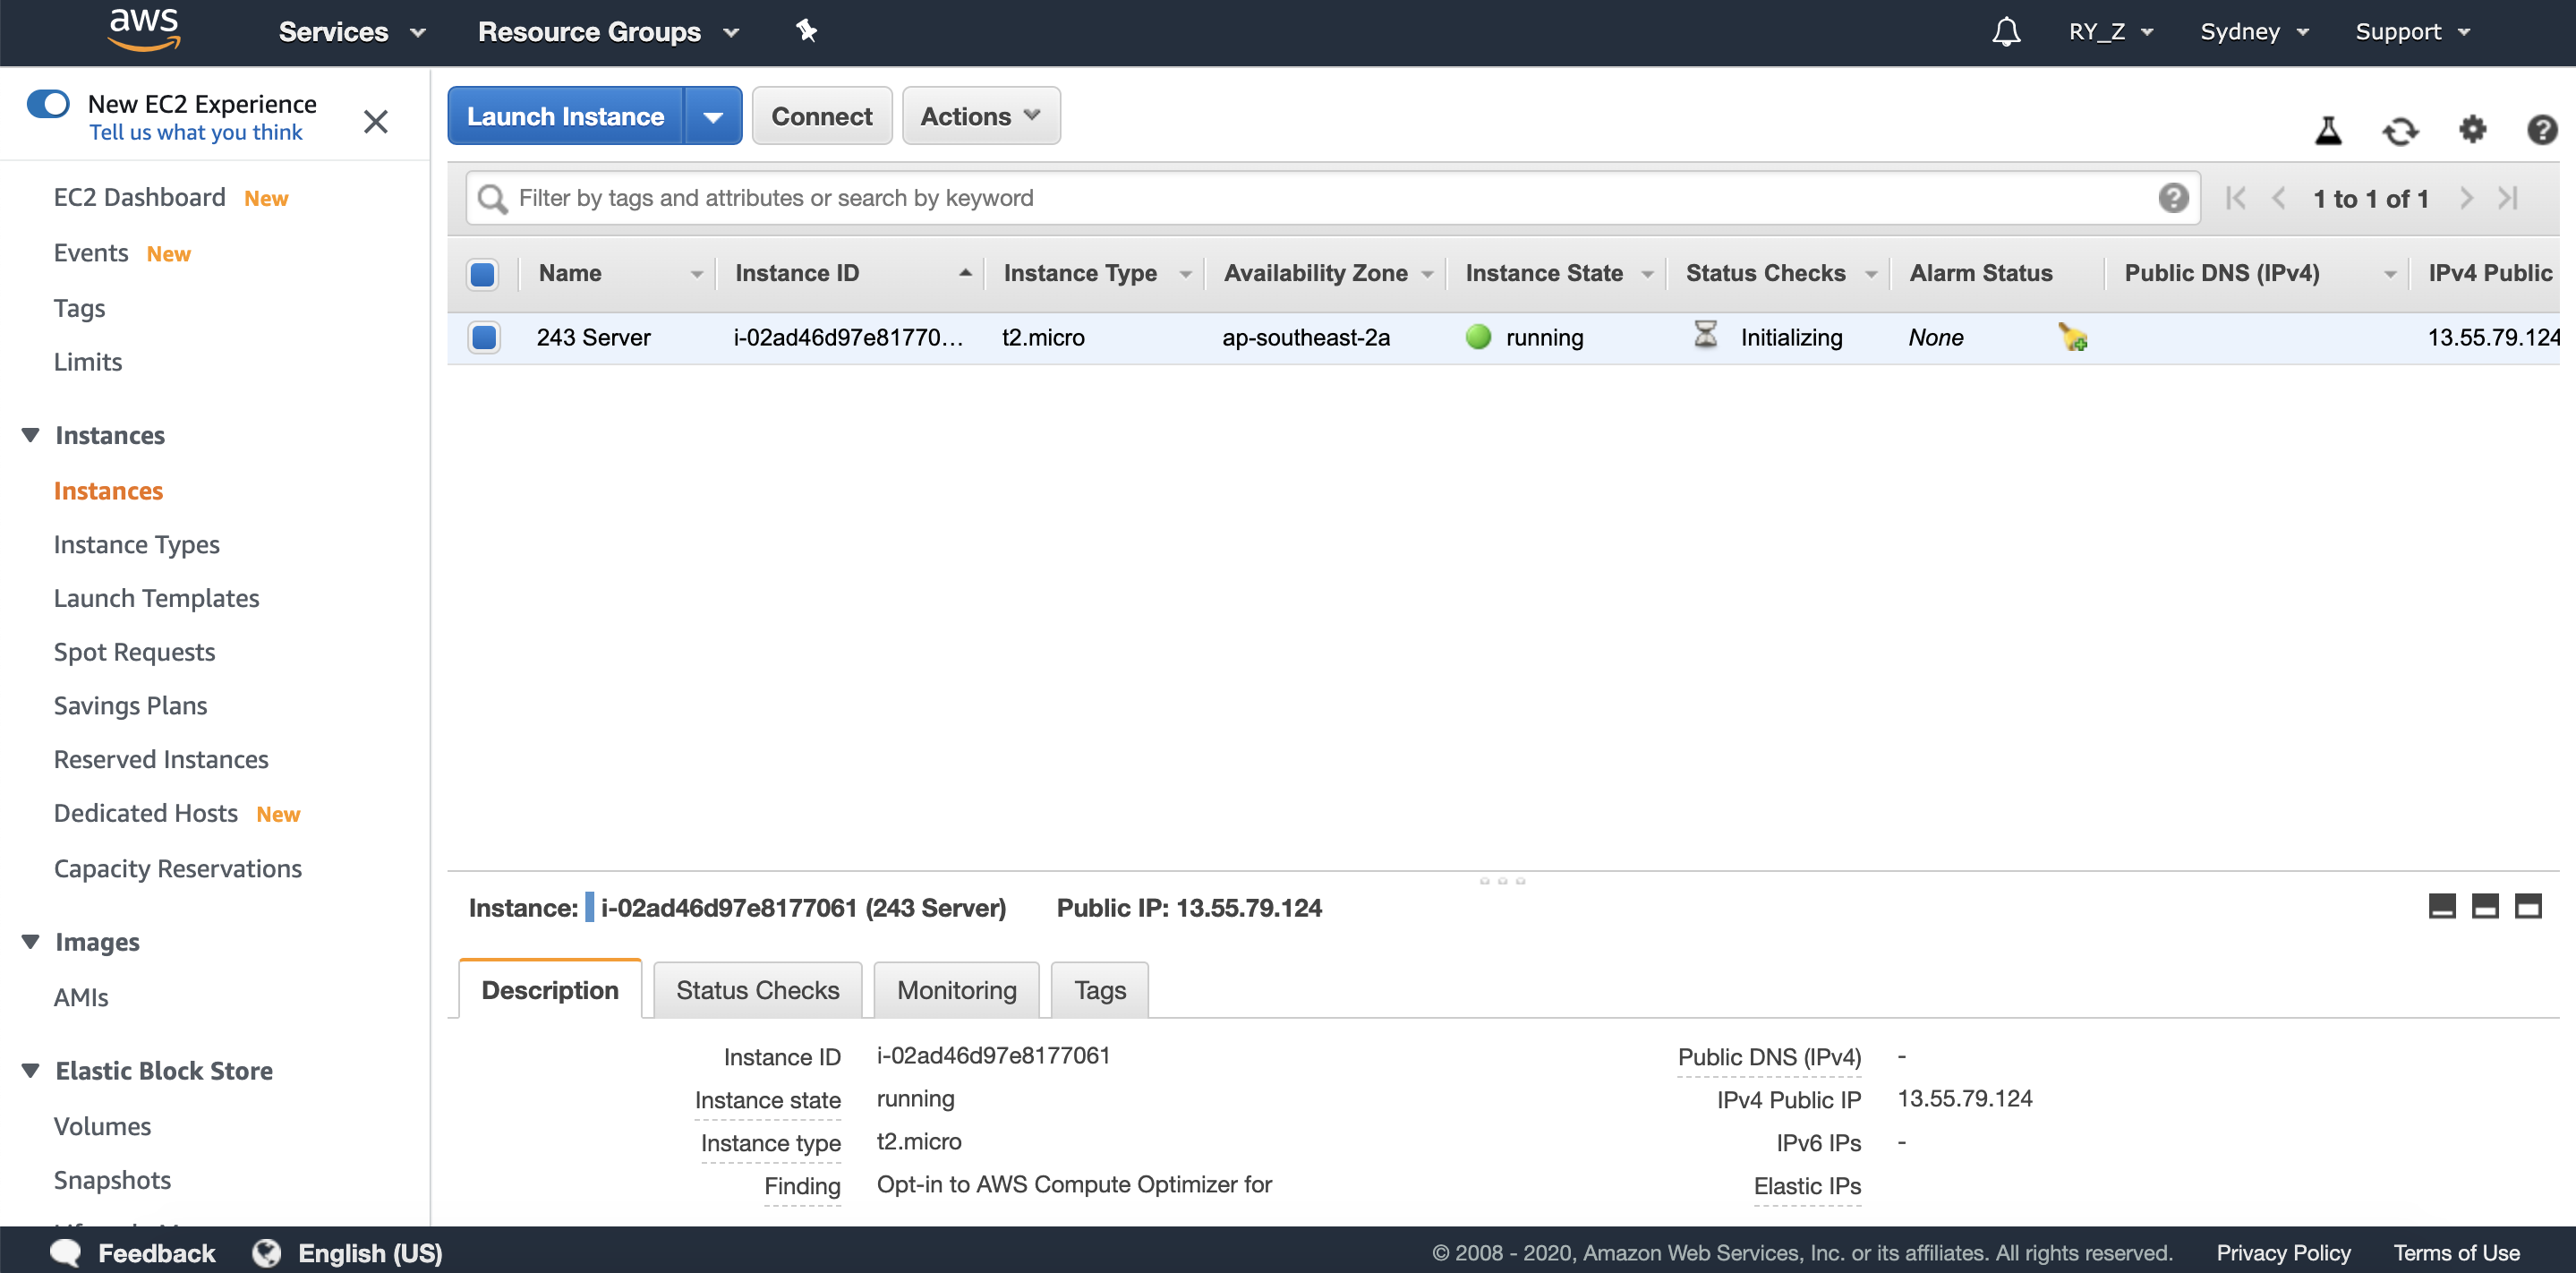 aws Services Resource Groups RY_Z Sydney Support
New EC2 Experience
Tell us what you think
EC2 Dashboard New
Events New
Tags
Limits
Instances
Instances
Instance Types
Launch Templates
Spot Requests
Savings Plans
Reserved Instances
Dedicated Hosts New
Capacity Reservations
Images
AMIs
Elastic Block Store
Volumes
Snapshots
Launch Instance Connect Actions
Filter by tags and attributes or search by keyword 1 to 1 of 1
Name Instance ID Instance Type Availability Zone Instance State Status Checks Alarm Status Public DNS (IPv4) IPv4 Public
243 Server i-02ad46d97e81770… t2.micro ap-southeast-2a running Initializing None 13.55.79.124
Instance: i-02ad46d97e8177061 (243 Server) Public IP: 13.55.79.124
Description Status Checks Monitoring Tags
Instance ID i-02ad46d97e8177061 Public DNS (IPv4) -
Instance state running IPv4 Public IP 13.55.79.124
Instance type t2.micro IPv6 IPs -
Finding Opt-in to AWS Compute Optimizer for Elastic IPs
Feedback English (US) © 2008 - 2020, Amazon Web Services, Inc. or its affiliates. All rights reserved. Privacy Policy Terms of Use